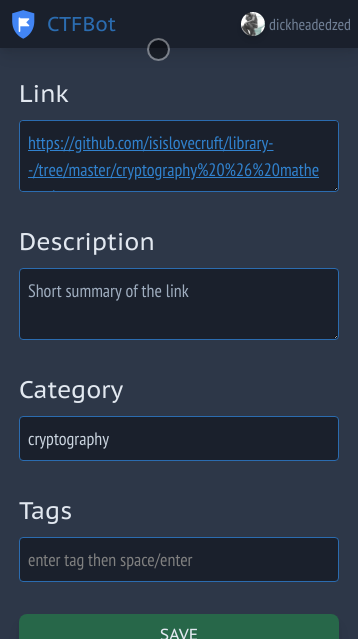 CTFBot
dickheadedzed
Link
https://github.com/isislovecruft/library-
-/tree/master/cryptography%20%26%20mathe
Description
Short summary of the link
Category
cryptography
Tags
enter tag then space/enter
SAVE